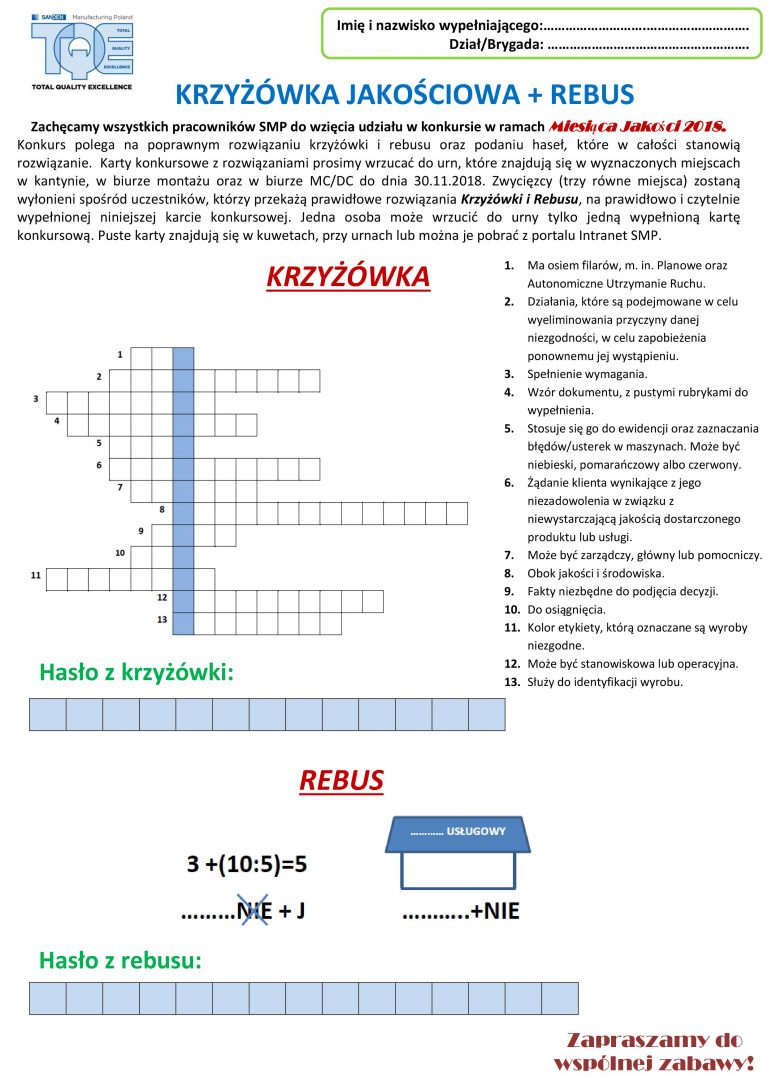 SANDEN Manufacturing Poland
TOTAL
QUALITY
EXCELLENCE
TQE
TOTAL QUALITY EXCELLENCE
Imię i nazwisko wypełniającego:……………………………………………….
Dział/Brygada: ……………………………………………….
KRZYŻÓWKA JAKOŚCIOWA + REBUS
Zachęcamy wszystkich pracowników SMP do wzięcia udziału w konkursie w ramach Miesiąca Jakości 2018.
Konkurs polega na poprawnym rozwiązaniu krzyżówki i rebusu oraz podaniu haseł, które w całości stanowią
rozwiązanie. Karty konkursowe z rozwiązaniami prosimy wrzucać do urn, które znajdują się w wyznaczonych miejscach
w kantynie, w biurze montażu oraz w biurze MC/DC do dnia 30.11.2018. Zwycięzcy (trzy równe miejsca) zostaną
wyłonieni spośród uczestników, którzy przekażą prawidłowe rozwiązania Krzyżówki i Rebusu, na prawidłowo i czytelnie
wypełnionej niniejszej karcie konkursowej. Jedna osoba może wrzucić do urny tylko jedną wypełnioną kartę
konkursową. Puste karty znajdują się w kuwetach, przy urnach lub można je pobrać z portalu Intranet SMP.
KRZYŻÓWKA
1
2
3
4
5
6
7
8
9
10
11
12
13
1. Ma osiem filarów, m. in. Planowe oraz
Autonomiczne Utrzymanie Ruchu.
2. Działania, które są podejmowane w celu
wyeliminowania przyczyny danej
niezgodności, w celu zapobieżenia
ponownemu jej wystąpieniu.
3. Spełnienie wymagania.
4. Wzór dokumentu, z pustymi rubrykami do
wypełnienia.
5. Stosuje się go do ewidencji oraz zaznaczania
błędów/usterek w maszynach. Może być
niebieski, pomarańczowy albo czerwony.
6. Żądanie klienta wynikające z jego
niezadowolenia w związku z
niewystarczającą jakością dostarczonego
produktu lub usługi.
7. Może być zarządczy, główny lub pomocniczy.
8. Obok jakości i środowiska.
9. Fakty niezbędne do podjęcia decyzji.
10. Do osiągnięcia.
11. Kolor etykiety, którą oznaczane są wyroby
niezgodne.
12. Może być stanowiskowa lub operacyjna.
13. Służy do identyfikacji wyrobu.
Hasło z krzyżówki:
REBUS
………… USŁUGOWY
3 +(10:5)=5
………NIE + J
………..+NIE
Hasło z rebusu:
Zapraszamy do
wspólnej zabawy!